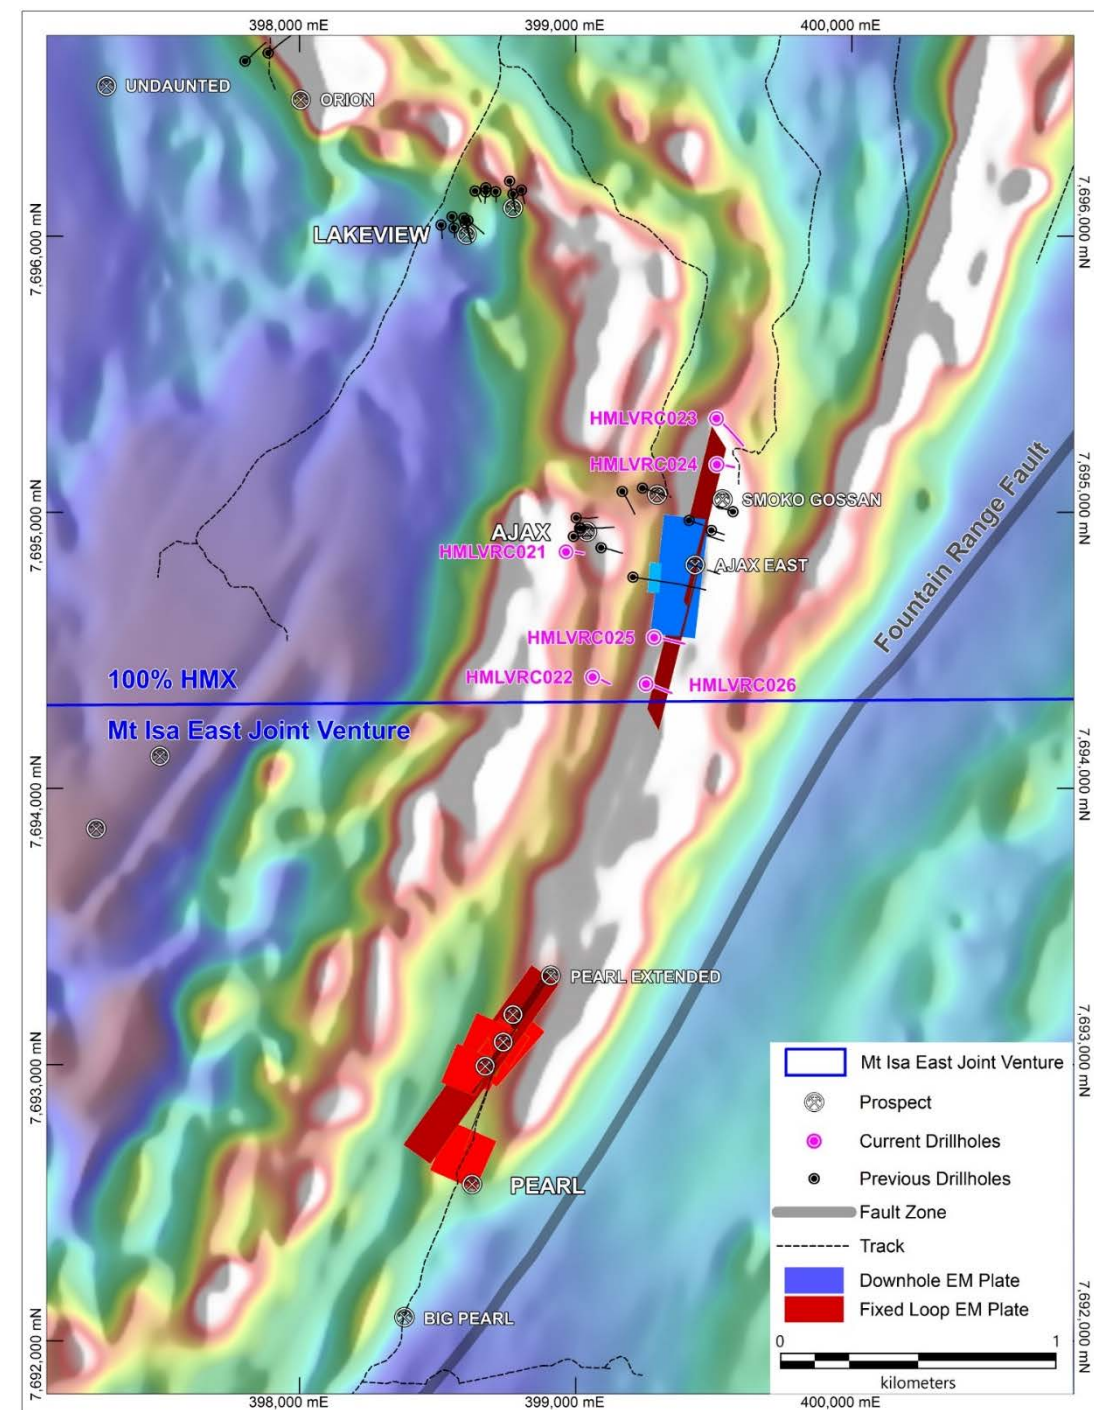 398,000 mE
399,000 mE
400,000 mE
UNDAUNTED
ORION
7,696,000 mN
7,696,000 mN
LAKEVIEW
HMLVRC023
HMLVRC024
SMOKO GOSSAN
7,695,000 mN
7,695,000 mN
AJAX
HMLVRC021
AJAX EAST
Fountain Range Fault
HMLVRC025
HMLVRC022
HMLVRC026
100% HMX
Mt Isa East Joint Venture
7,694,000 mN
7,694,000 mN
PEARL EXTENDED
7,693,000 mN
7,693,000 mN
PEARL
BIG PEARL
7,692,000 mN
7,692,000 mN
Mt Isa East Joint Venture
Prospect
Current Drillholes
Previous Drillholes
Fault Zone
Track
Downhole EM Plate
Fixed Loop EM Plate
0
1
kilometers
398,000 mE
399,000 mE
400,000 mE